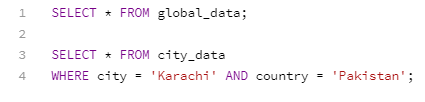 1 SELECT * FROM global_data;
2
3 SELECT * FROM city_data
4 WHERE city = 'Karachi' AND country = 'Pakistan';